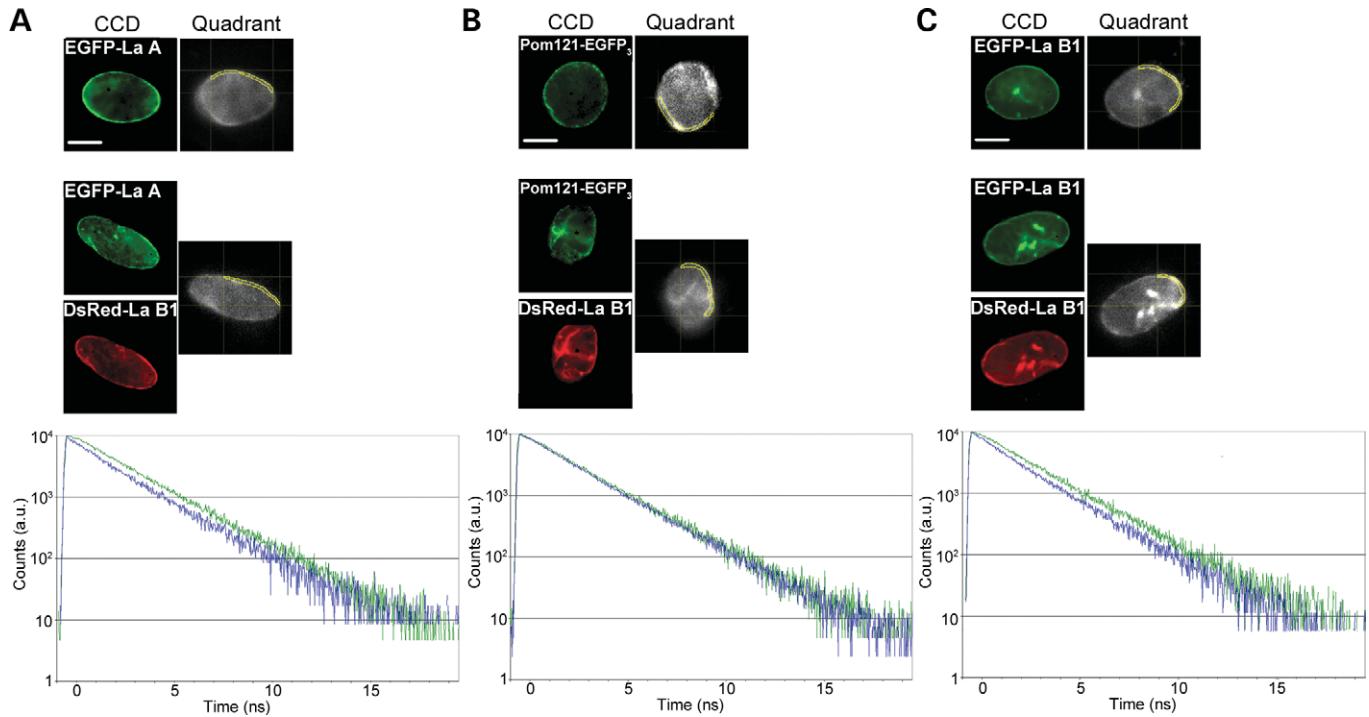 A
CCD Quadrant
EGFP-La A
EGFP-La A
DsRed-La B1
Counts (a.u.)
10⁴
10³
10²
10
1
0 5 10 15
Time (ns)
B
CCD Quadrant
Pom121-EGFP₃
Pom121-EGFP₃
DsRed-La B1
Counts (a.u.)
10⁴
10³
10²
10
1
0 5 10 15
Time (ns)
C
CCD Quadrant
EGFP-La B1
EGFP-La B1
DsRed-La B1
Counts (a.u.)
10⁴
10³
10²
10
1
0 5 10 15
Time (ns)